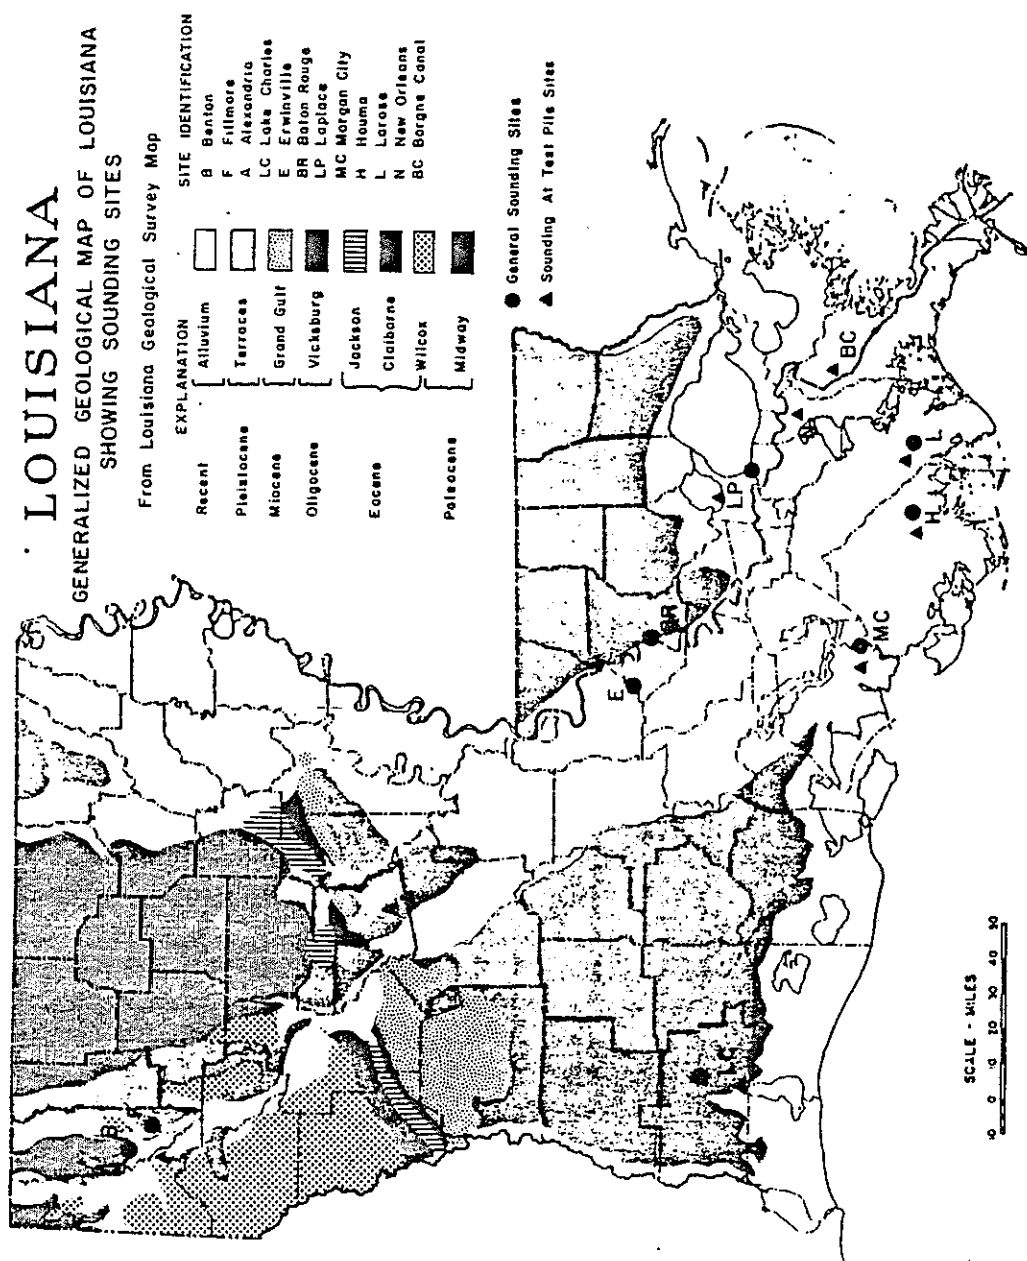 LOUISIANA
GENERALIZED GEOLOGICAL MAP OF LOUISIANA
SHOWING SOUNDING SITES
From Louisiana Geological Survey Map
EXPLANATION
Recent
Alluvium
Pleistocene
Terraces
Miocene
Grand Gulf
Oligocene
Vicksburg
Eocene
Jackson
Claiborne
Wilcox
Paleocene
Midway
SITE IDENTIFICATION
B Benton
F Fillmore
A Alexandria
LC Lake Charles
E Erwinville
BR Baton Rouge
LP Laplace
MC Morgan City
H Houma
L Larose
N New Orleans
BC Borgne Canal
General Sounding Sites
Sounding At Test Pile Sites
B
E
BR
LP
BC
L
H
MC
LC
SCALE - MILES
10 0 10 20 30 40 50